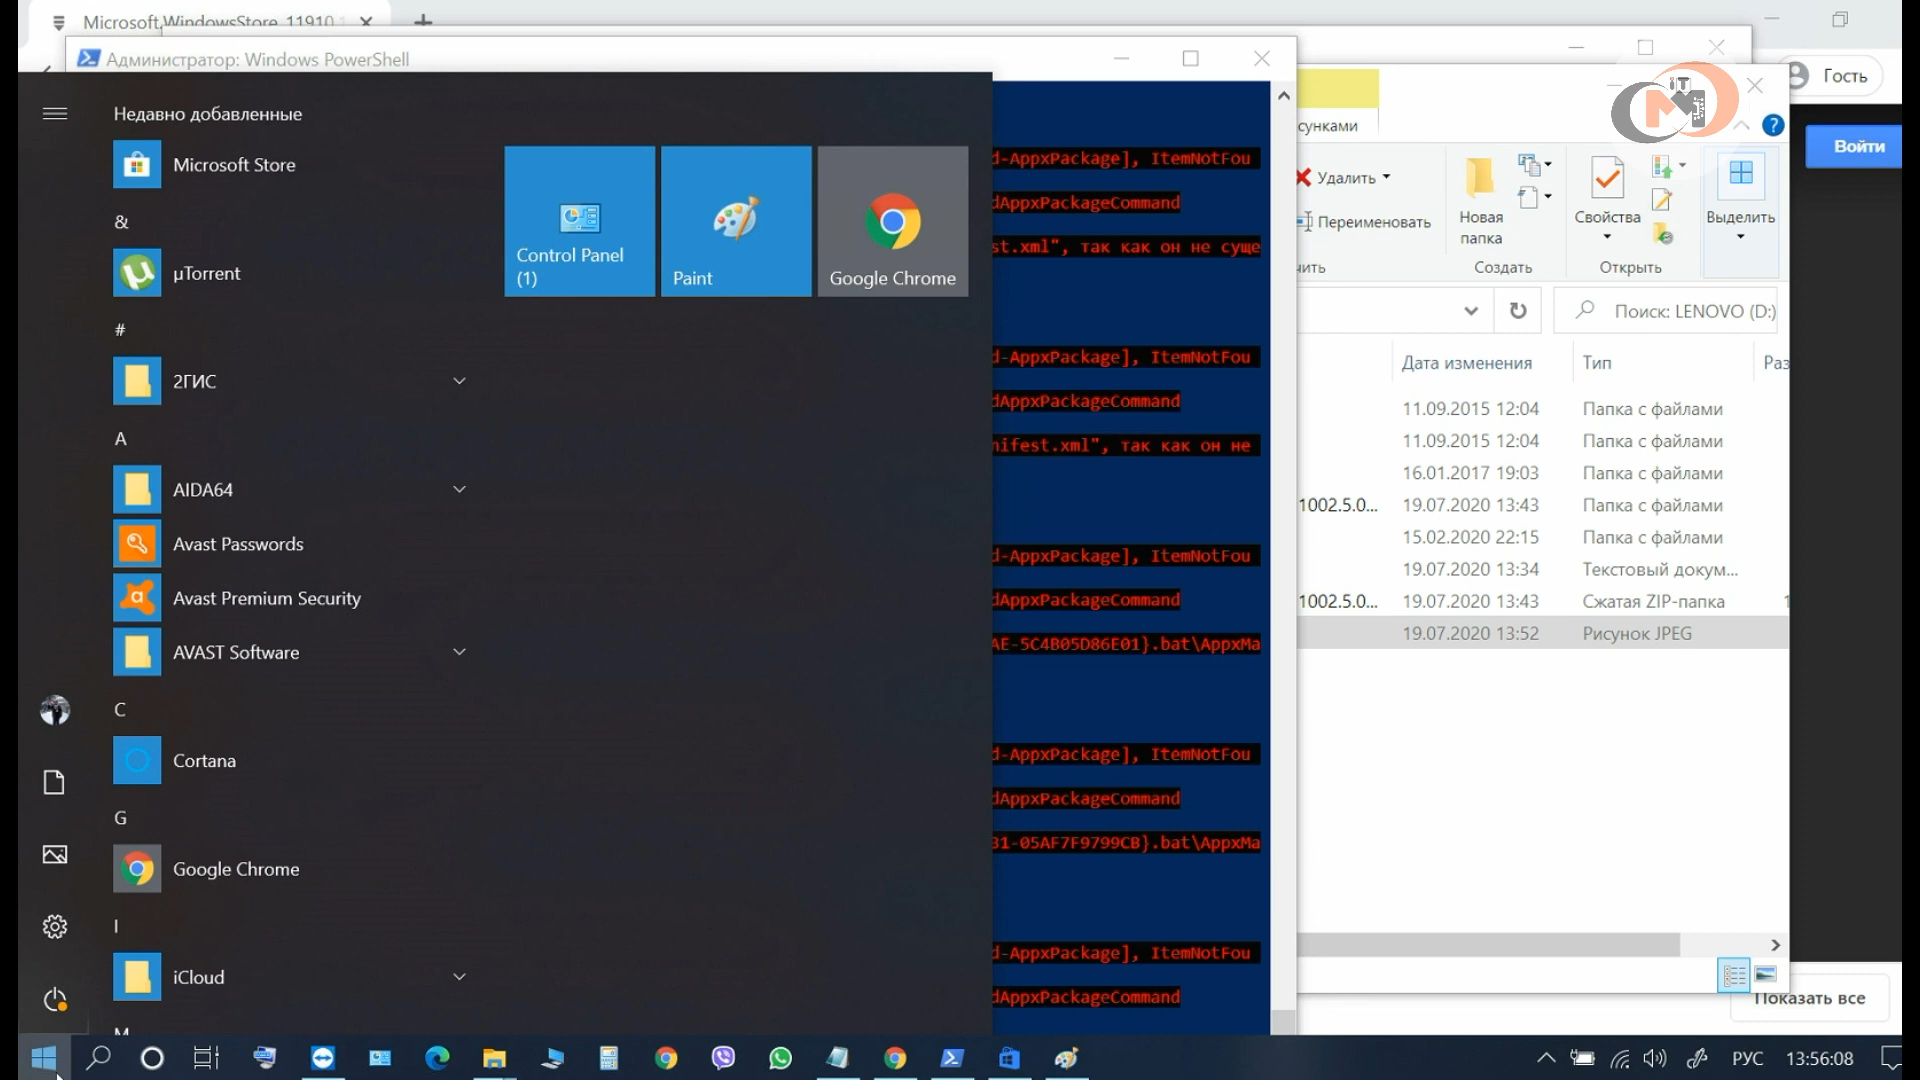 Microsoft.WindowsStore_11910.1
Администратор: Windows PowerShell
Гость
Недавно добавленные
Microsoft Store
&
µTorrent
#
2ГИС
A
AIDA64
Avast Passwords
Avast Premium Security
AVAST Software
C
Cortana
G
Google Chrome
I
iCloud
M
Control Panel
(1)
Paint
Google Chrome
d-AppxPackage], ItemNotFou
dAppxPackageCommand
st.xml", так как он не суще
d-AppxPackage], ItemNotFou
dAppxPackageCommand
nifest.xml", так как он не
d-AppxPackage], ItemNotFou
dAppxPackageCommand
AE-5C4B05D86E01}.bat\AppxMa
d-AppxPackage], ItemNotFou
dAppxPackageCommand
31-05AF7F9799CB}.bat\AppxMa
d-AppxPackage], ItemNotFou
dAppxPackageCommand
iT
M
сунками
?
Войти
Удалить
Переименовать
Новая
папка
Свойства
Выделить
Создать
Открыть
Поиск: LENOVO (D:)
Дата изменения Тип Раз
11.09.2015 12:04 Папка с файлами
11.09.2015 12:04 Папка с файлами
16.01.2017 19:03 Папка с файлами
1002.5.0... 19.07.2020 13:43 Папка с файлами
15.02.2020 22:15 Папка с файлами
19.07.2020 13:34 Текстовый докум...
1002.5.0... 19.07.2020 13:43 Сжатая ZIP-папка 1
19.07.2020 13:52 Рисунок JPEG
Показать все
РУС 13:56:08